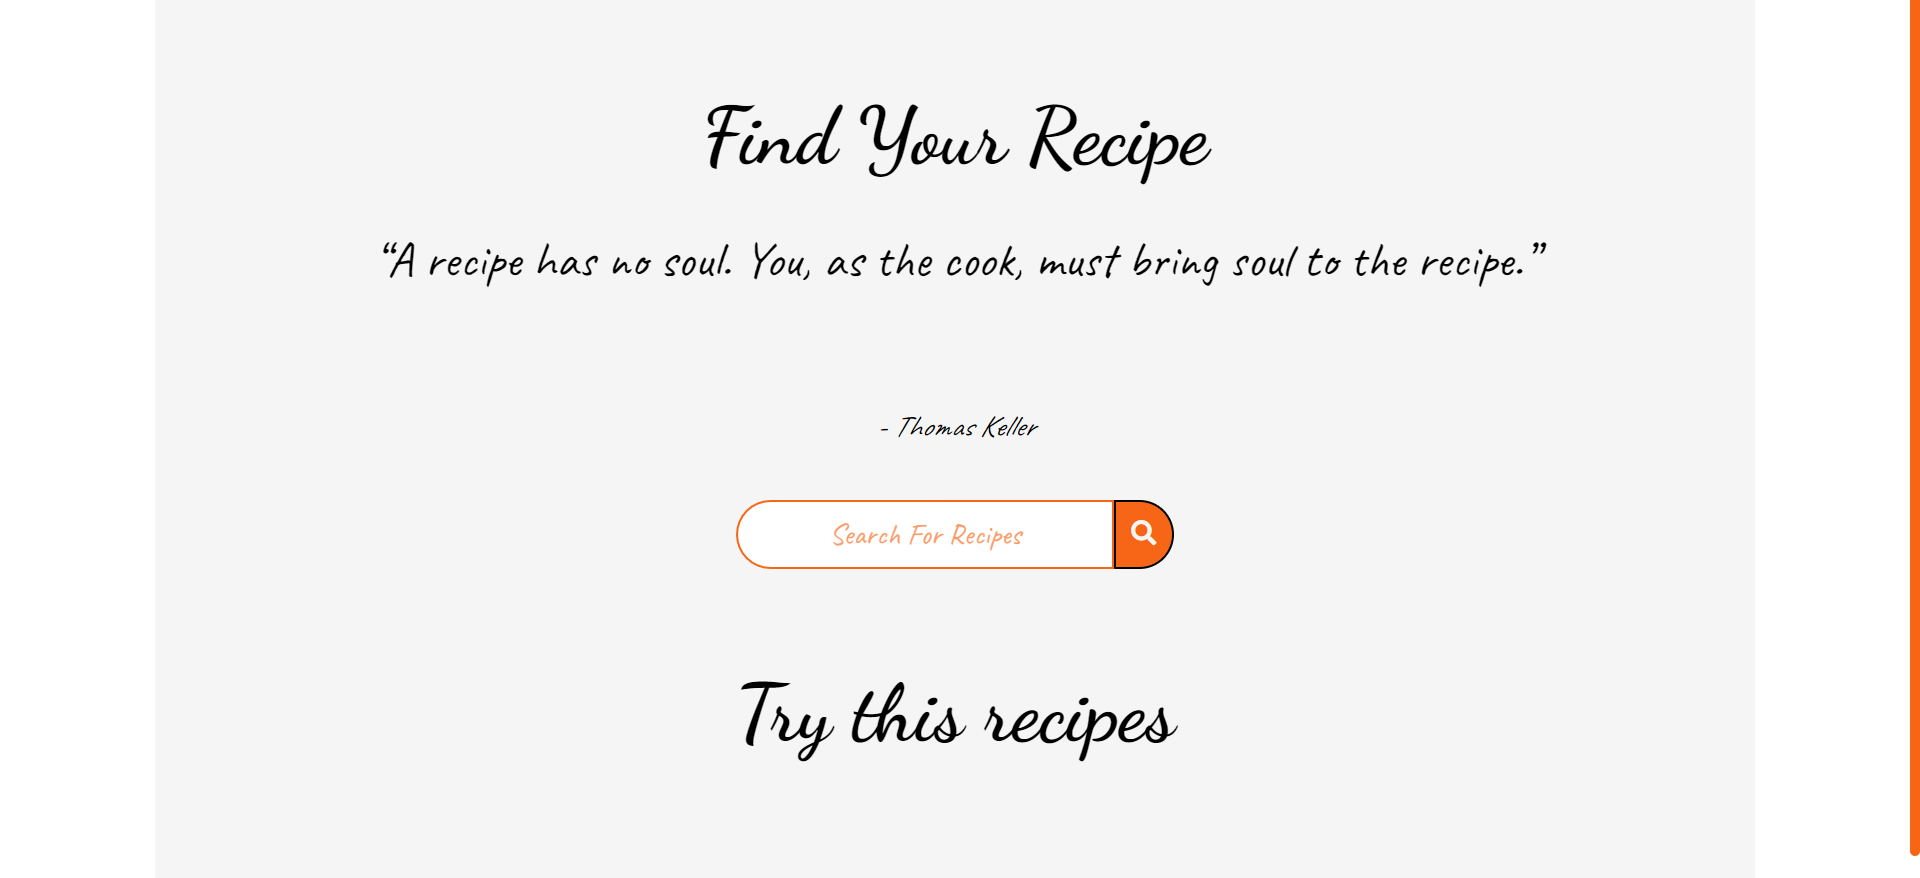 Find Your Recipe
“A recipe has no soul. You, as the cook, must bring soul to the recipe.”
- Thomas Keller
Search For Recipes
Try this recipes